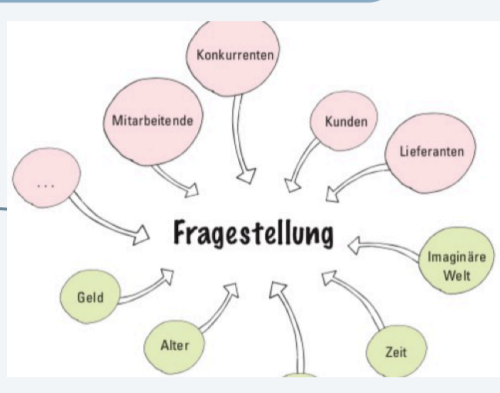 Konkurrenten
Mitarbeitende
Kunden
Lieferanten
...
Fragestellung
Imaginäre
Welt
Geld
Alter
Zeit